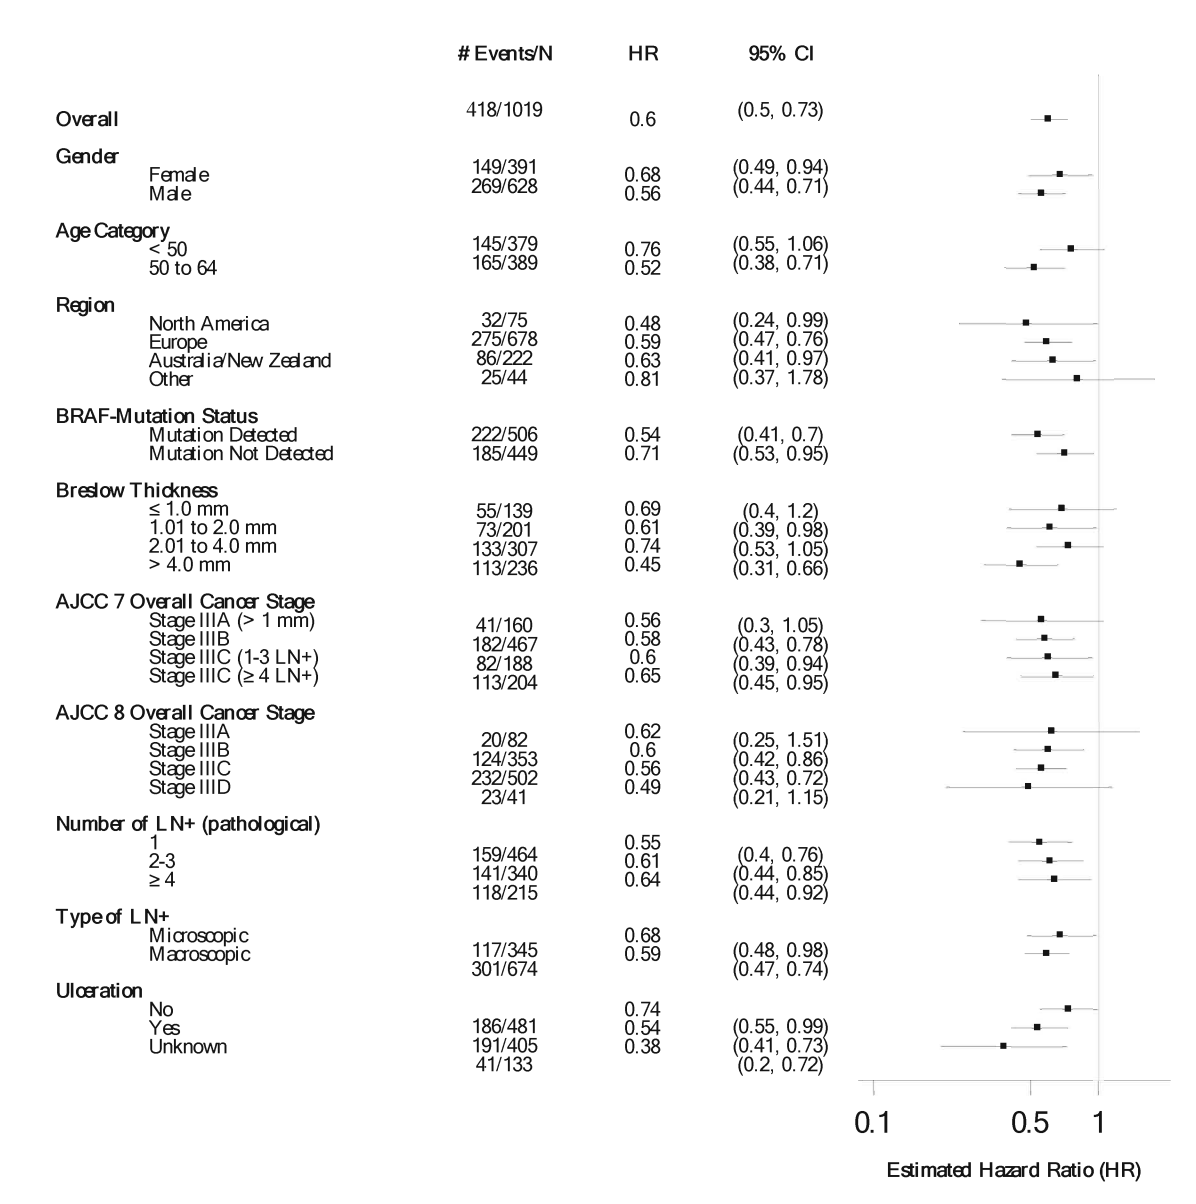 # Events/N HR 95% CI
Overall 418/1019 0.6 (0.5, 0.73)
Gender
Female 149/391 0.68 (0.49, 0.94)
Male 269/628 0.56 (0.44, 0.71)
Age Category
< 50 145/379 0.76 (0.55, 1.06)
50 to 64 165/389 0.52 (0.38, 0.71)
Region
North America 32/75 0.48 (0.24, 0.99)
Europe 275/678 0.59 (0.47, 0.76)
Australia/New Zealand 86/222 0.63 (0.41, 0.97)
Other 25/44 0.81 (0.37, 1.78)
BRAF-Mutation Status
Mutation Detected 222/506 0.54 (0.41, 0.7)
Mutation Not Detected 185/449 0.71 (0.53, 0.95)
Breslow Thickness
≤ 1.0 mm 55/139 0.69 (0.4, 1.2)
1.01 to 2.0 mm 73/201 0.61 (0.39, 0.98)
2.01 to 4.0 mm 133/307 0.74 (0.53, 1.05)
> 4.0 mm 113/236 0.45 (0.31, 0.66)
AJCC 7 Overall Cancer Stage
Stage IIIA (> 1 mm) 41/160 0.56 (0.3, 1.05)
Stage IIIB 182/467 0.58 (0.43, 0.78)
Stage IIIC (1-3 LN+) 82/188 0.6 (0.39, 0.94)
Stage IIIC (≥ 4 LN+) 113/204 0.65 (0.45, 0.95)
AJCC 8 Overall Cancer Stage
Stage IIIA 20/82 0.62 (0.25, 1.51)
Stage IIIB 124/353 0.6 (0.42, 0.86)
Stage IIIC 232/502 0.56 (0.43, 0.72)
Stage IIID 23/41 0.49 (0.21, 1.15)
Number of LN+ (pathological)
1 159/464 0.55 (0.4, 0.76)
2-3 141/340 0.61 (0.44, 0.85)
≥ 4 118/215 0.64 (0.44, 0.92)
Type of LN+
Microscopic 117/345 0.68 (0.48, 0.98)
Macroscopic 301/674 0.59 (0.47, 0.74)
Ulceration
No 186/481 0.74 (0.55, 0.99)
Yes 191/405 0.54 (0.41, 0.73)
Unknown 41/133 0.38 (0.2, 0.72)
0.1 0.5 1
Estimated Hazard Ratio (HR)